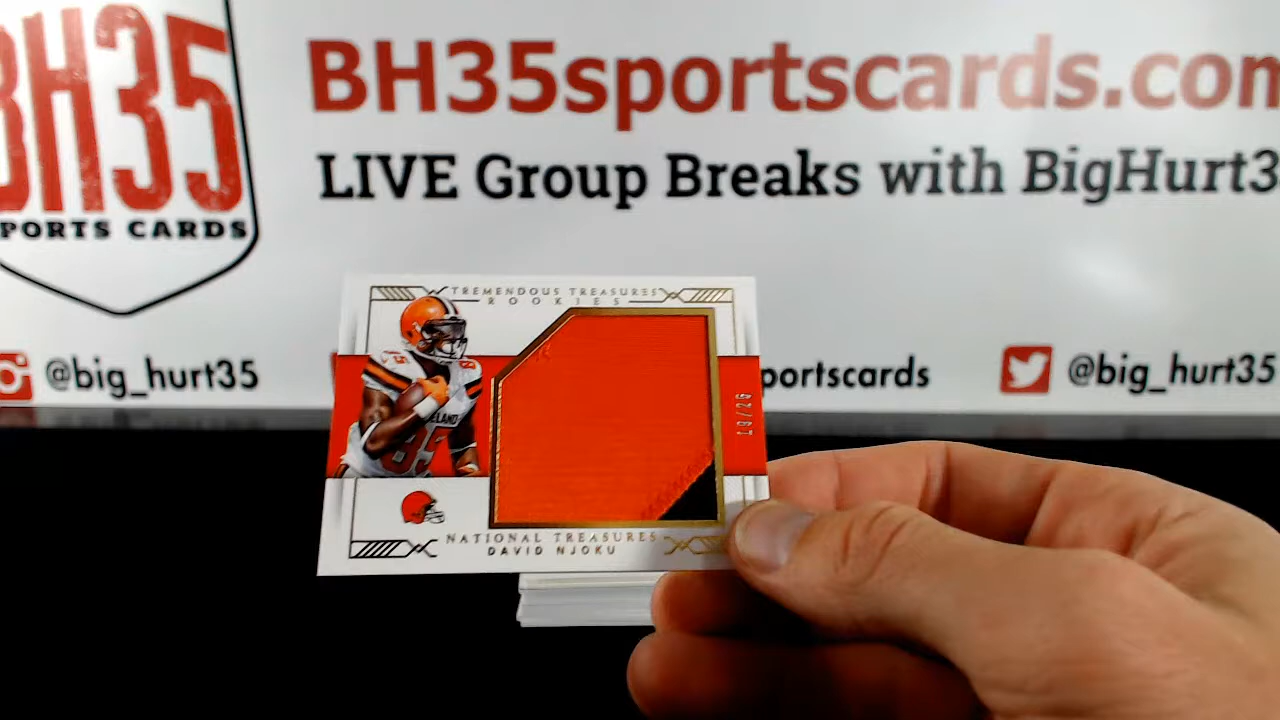 BH35
PORTS CARDS
BH35sportscards.com
LIVE Group Breaks with BigHurt3
@big_hurt35
portscards
@big_hurt35
TREMENDOUS TREASURES
ROOKIES
85
NATIONAL TREASURES
DAVID NJOKU